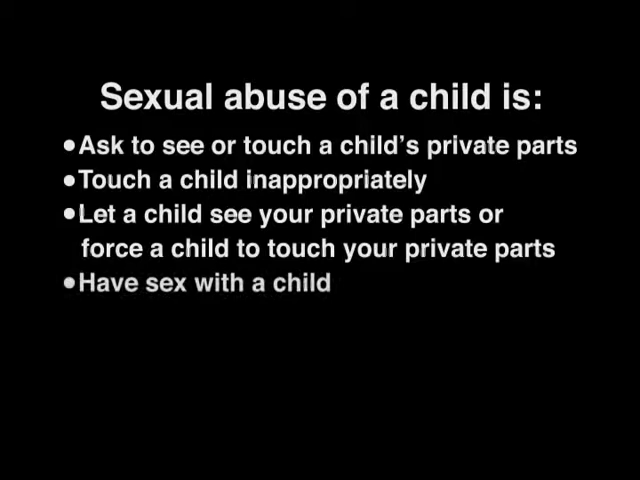 Sexual abuse of a child is:
•Ask to see or touch a child's private parts
•Touch a child inappropriately
•Let a child see your private parts or
force a child to touch your private parts
•Have sex with a child